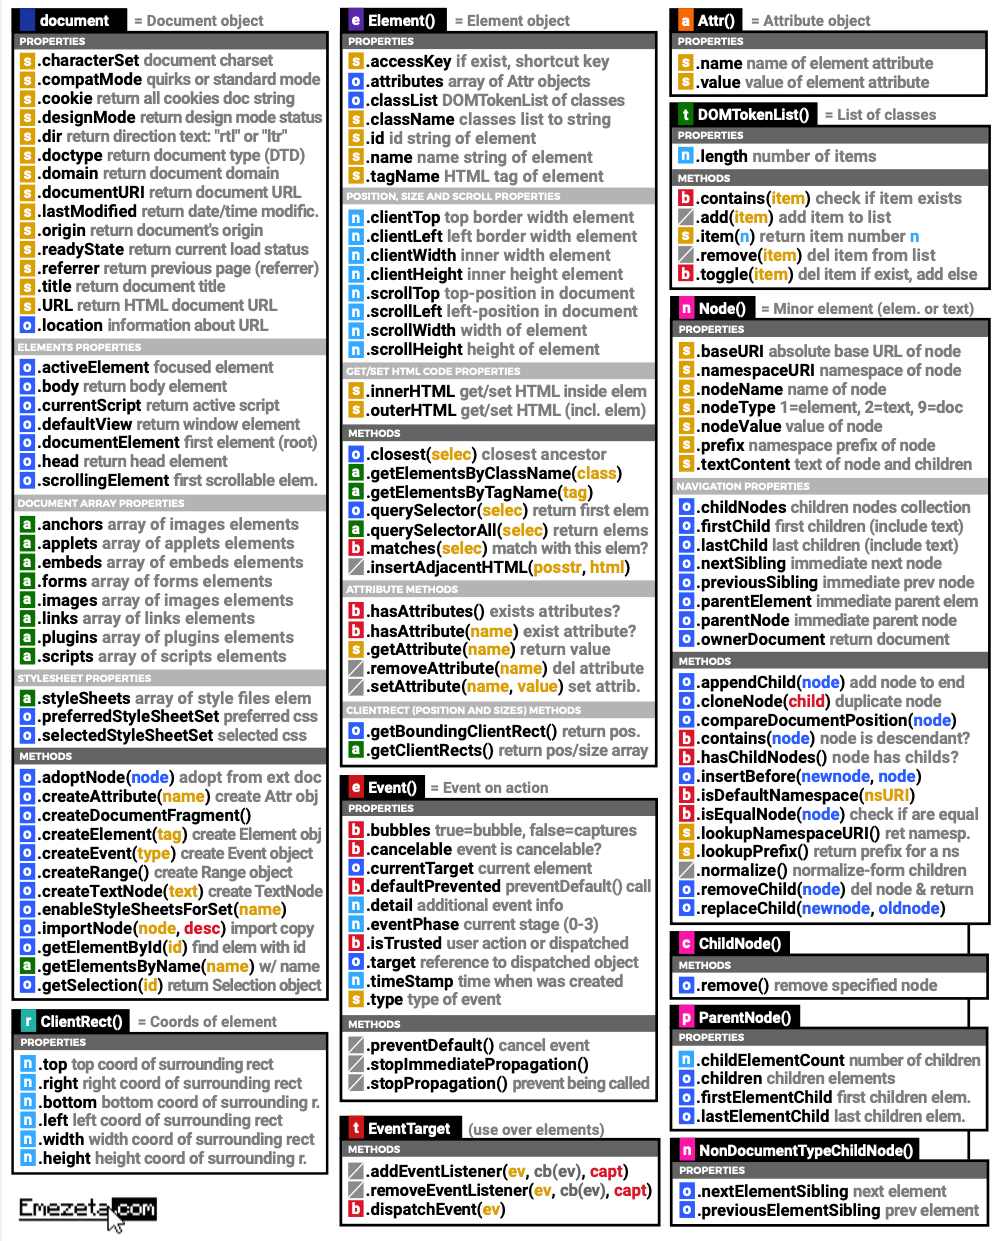 document = Document object
PROPERTIES
s .characterSet document charset
s .compatMode quirks or standard mode
s .cookie return all cookies doc string
s .designMode return design mode status
s .dir return direction text: "rtl" or "ltr"
s .doctype return document type (DTD)
s .domain return document domain
s .documentURI return document URL
s .lastModified return date/time modific.
s .origin return document's origin
s .readyState return current load status
s .referrer return previous page (referrer)
s .title return document title
s .URL return HTML document URL
o .location information about URL
ELEMENTS PROPERTIES
o .activeElement focused element
o .body return body element
o .currentScript return active script
o .defaultView return window element
o .documentElement first element (root)
o .head return head element
o .scrollingElement first scrollable elem.
DOCUMENT ARRAY PROPERTIES
a .anchors array of images elements
a .applets array of applets elements
a .embeds array of embeds elements
a .forms array of forms elements
a .images array of images elements
a .links array of links elements
a .plugins array of plugins elements
a .scripts array of scripts elements
STYLESHEET PROPERTIES
a .styleSheets array of style files elem
o .preferredStyleSheetSet preferred css
o .selectedStyleSheetSet selected css
METHODS
o .adoptNode(node) adopt from ext doc
o .createAttribute(name) create Attr obj
o .createDocumentFragment()
o .createElement(tag) create Element obj
o .createEvent(type) create Event object
o .createRange() create Range object
o .createTextNode(text) create TextNode
o .enableStyleSheetsForSet(name)
o .importNode(node, desc) import copy
o .getElementById(id) find elem with id
a .getElementsByName(name) w/ name
o .getSelection(id) return Selection object
r ClientRect() = Coords of element
PROPERTIES
n .top top coord of surrounding rect
n .right right coord of surrounding rect
n .bottom bottom coord of surrounding r.
n .left left coord of surrounding rect
n .width width coord of surrounding rect
n .height height coord of surrounding r.
Emezeta.com
e Element() = Element object
PROPERTIES
s .accessKey if exist, shortcut key
o .attributes array of Attr objects
o .classList DOMTokenList of classes
s .className classes list to string
s .id id string of element
s .name name string of element
s .tagName HTML tag of element
POSITION, SIZE AND SCROLL PROPERTIES
n .clientTop top border width element
n .clientLeft left border width element
n .clientWidth inner width element
n .clientHeight inner height element
n .scrollTop top-position in document
n .scrollLeft left-position in document
n .scrollWidth width of element
n .scrollHeight height of element
GET/SET HTML CODE PROPERTIES
s .innerHTML get/set HTML inside elem
s .outerHTML get/set HTML (incl. elem)
METHODS
o .closest(selec) closest ancestor
a .getElementsByClassName(class)
a .getElementsByTagName(tag)
o .querySelector(selec) return first elem
a .querySelectorAll(selec) return elems
b .matches(selec) match with this elem?
.insertAdjacentHTML(posstr, html)
ATTRIBUTE METHODS
b .hasAttributes() exists attributes?
b .hasAttribute(name) exist attribute?
s .getAttribute(name) return value
.removeAttribute(name) del attribute
.setAttribute(name, value) set attrib.
CLIENTRECT (POSITION AND SIZES) METHODS
o .getBoundingClientRect() return pos.
a .getClientRects() return pos/size array
e Event() = Event on action
PROPERTIES
b .bubbles true=bubble, false=captures
b .cancelable event is cancelable?
o .currentTarget current element
b .defaultPrevented preventDefault() call
n .detail additional event info
n .eventPhase current stage (0-3)
b .isTrusted user action or dispatched
o .target reference to dispatched object
n .timeStamp time when was created
s .type type of event
METHODS
.preventDefault() cancel event
.stopImmediatePropagation()
.stopPropagation() prevent being called
t EventTarget (use over elements)
METHODS
.addEventListener(ev, cb(ev), capt)
.removeEventListener(ev, cb(ev), capt)
b .dispatchEvent(ev)
a Attr() = Attribute object
PROPERTIES
s .name name of element attribute
s .value value of element attribute
t DOMTokenList() = List of classes
PROPERTIES
n .length number of items
METHODS
b .contains(item) check if item exists
.add(item) add item to list
s .item(n) return item number n
.remove(item) del item from list
b .toggle(item) del item if exist, add else
n Node() = Minor element (elem. or text)
PROPERTIES
s .baseURI absolute base URL of node
s .namespaceURI namespace of node
s .nodeName name of node
s .nodeType 1=element, 2=text, 9=doc
s .nodeValue value of node
s .prefix namespace prefix of node
s .textContent text of node and children
NAVIGATION PROPERTIES
o .childNodes children nodes collection
o .firstChild first children (include text)
o .lastChild last children (include text)
o .nextSibling immediate next node
o .previousSibling immediate prev node
o .parentElement immediate parent elem
o .parentNode immediate parent node
o .ownerDocument return document
METHODS
o .appendChild(node) add node to end
o .cloneNode(child) duplicate node
o .compareDocumentPosition(node)
b .contains(node) node is descendant?
b .hasChildNodes() node has childs?
o .insertBefore(newnode, node)
b .isDefaultNamespace(nsURI)
b .isEqualNode(node) check if are equal
s .lookupNamespaceURI() ret namesp.
s .lookupPrefix() return prefix for a ns
.normalize() normalize-form children
o .removeChild(node) del node & return
o .replaceChild(newnode, oldnode)
c ChildNode()
METHODS
o .remove() remove specified node
p ParentNode()
PROPERTIES
n .childElementCount number of children
o .children children elements
o .firstElementChild first children elem.
o .lastElementChild last children elem.
n NonDocumentTypeChildNode()
PROPERTIES
o .nextElementSibling next element
o .previousElementSibling prev element